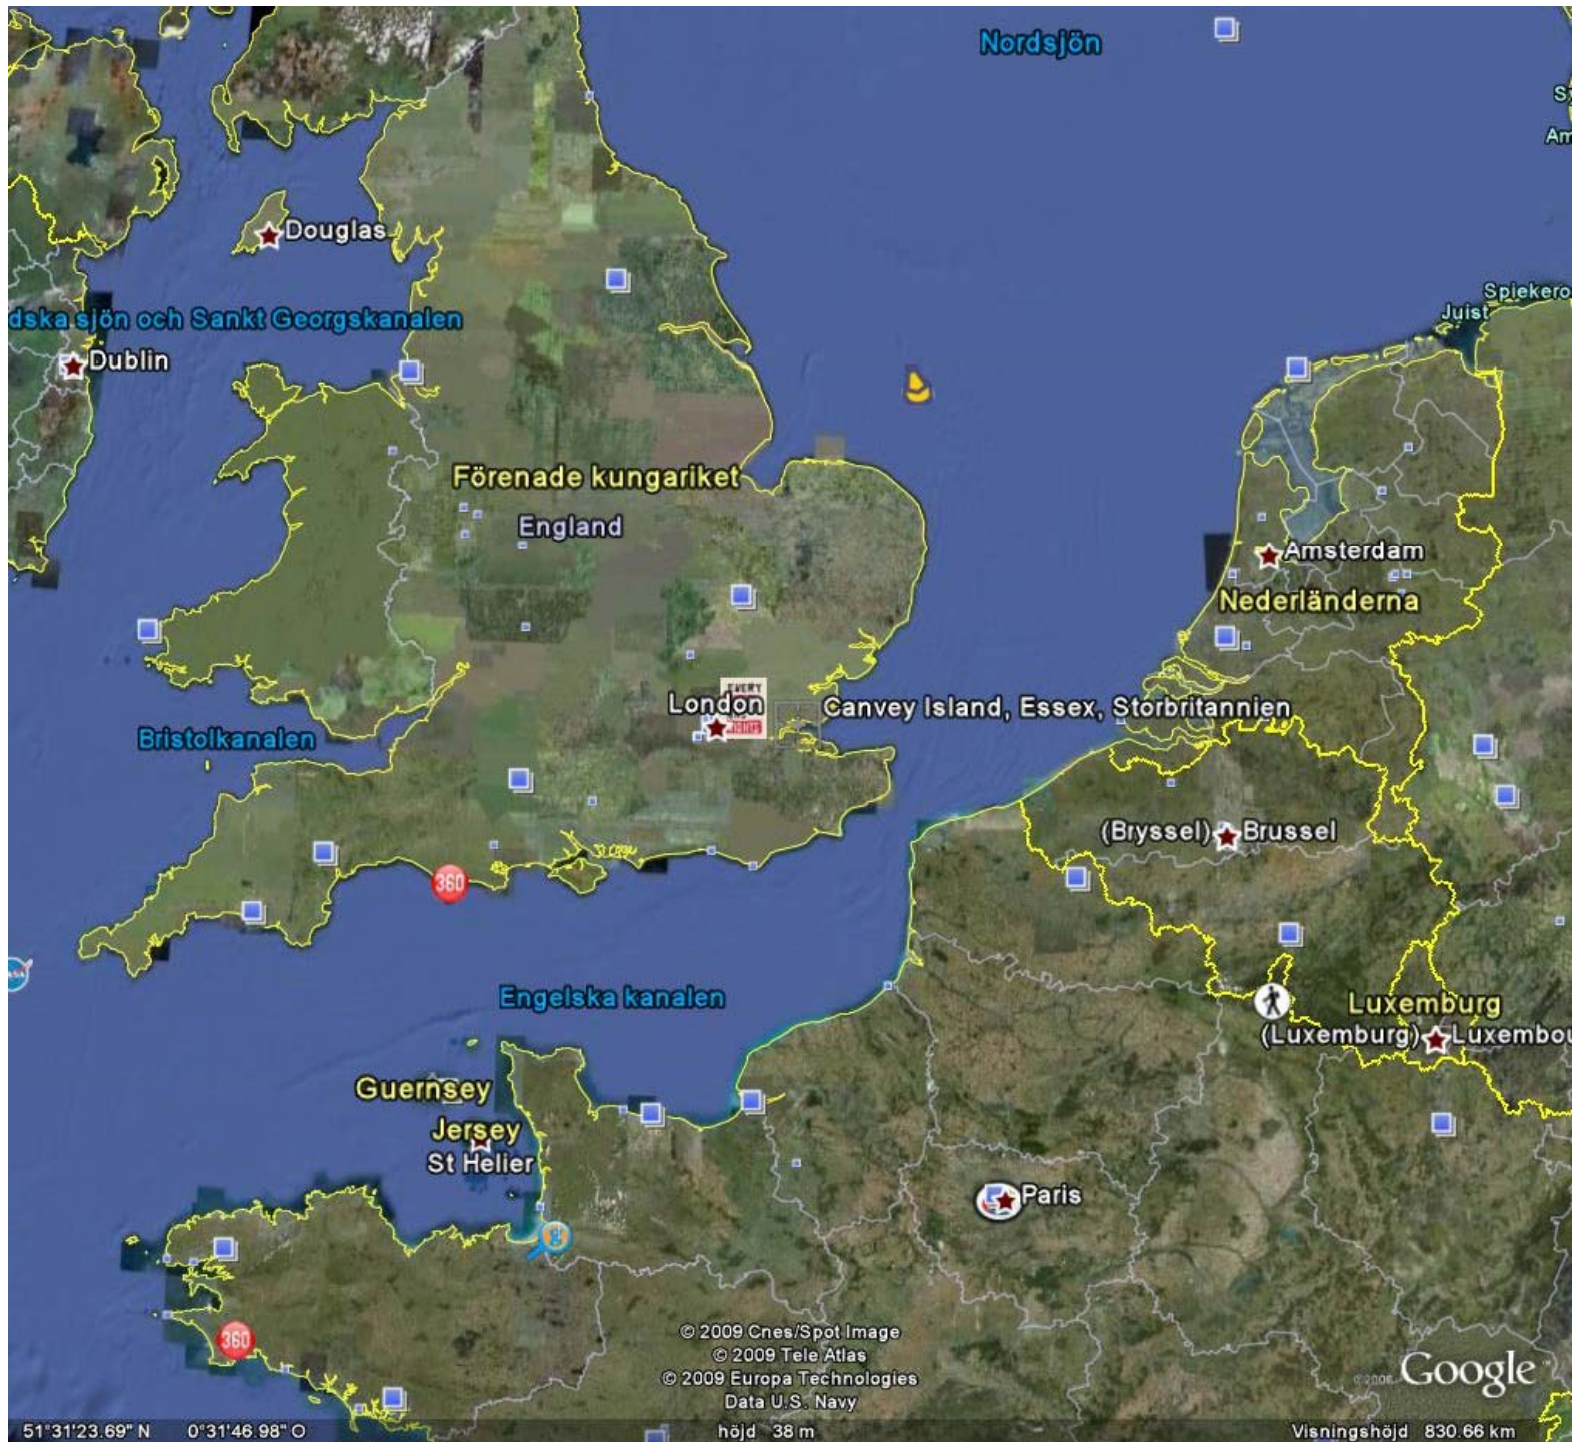 Nordsjön
Sy
Am
Douglas
Spiekero
dska sjön och Sankt Georgskanalen
Juist
Dublin
Förenade kungariket
England
Amsterdam
Nederländerna
EVERY
London
Canvey Island, Essex, Storbritannien
Bristolkanalen
(Bryssel) Brussel
360
Engelska kanalen
Luxemburg
(Luxemburg) Luxembou
Guernsey
Jersey
St Helier
Paris
360
© 2009 Cnes/Spot Image
© 2009 Tele Atlas
© 2009 Europa Technologies
Data U.S. Navy
Google
51°31'23.69" N 0°31'46.98" O höjd 38 m Visningshöjd 830.66 km